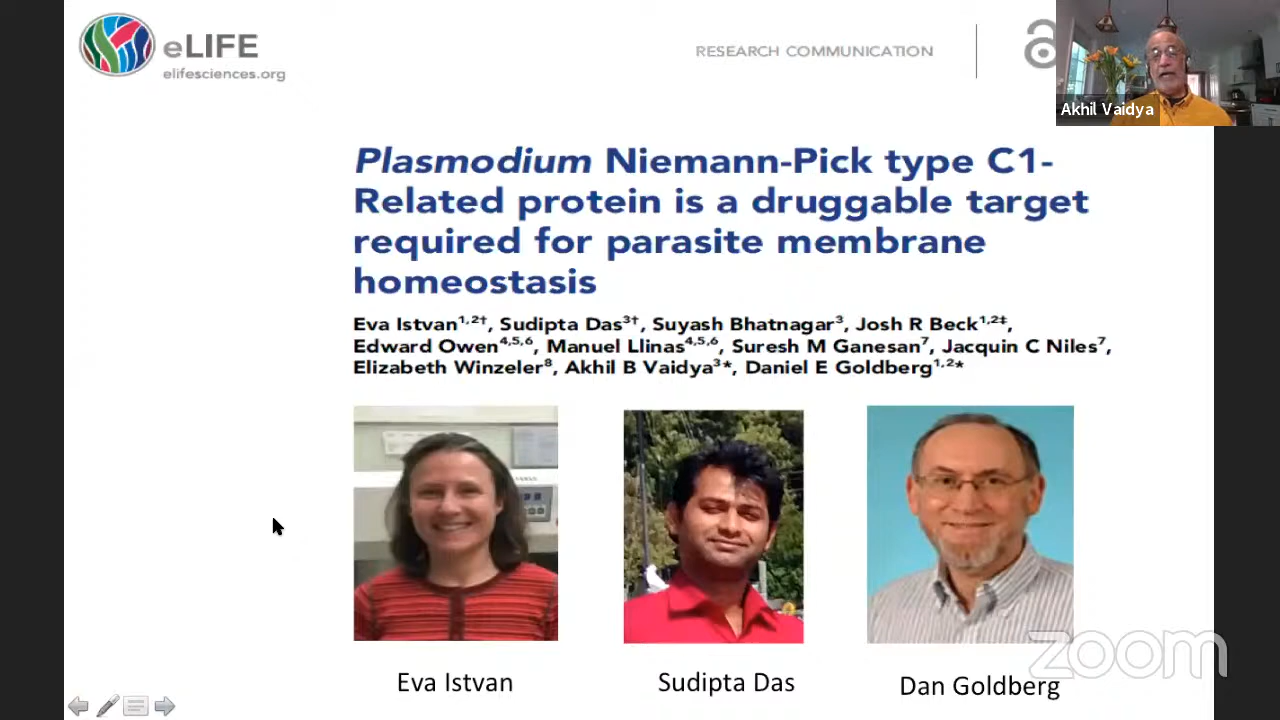 eLIFE
elifesciences.org
RESEARCH COMMUNICATION
Akhil Vaidya
Plasmodium Niemann-Pick type C1-
Related protein is a druggable target
required for parasite membrane
homeostasis
Eva Istvan¹,²†, Sudipta Das³†, Suyash Bhatnagar³, Josh R Beck¹,²‡,
Edward Owen⁴,⁵,⁶, Manuel Llinas⁴,⁵,⁶, Suresh M Ganesan⁷, Jacquin C Niles⁷,
Elizabeth Winzeler⁸, Akhil B Vaidya³*, Daniel E Goldberg¹,²*
Eva Istvan
Sudipta Das
Dan Goldberg
zoom